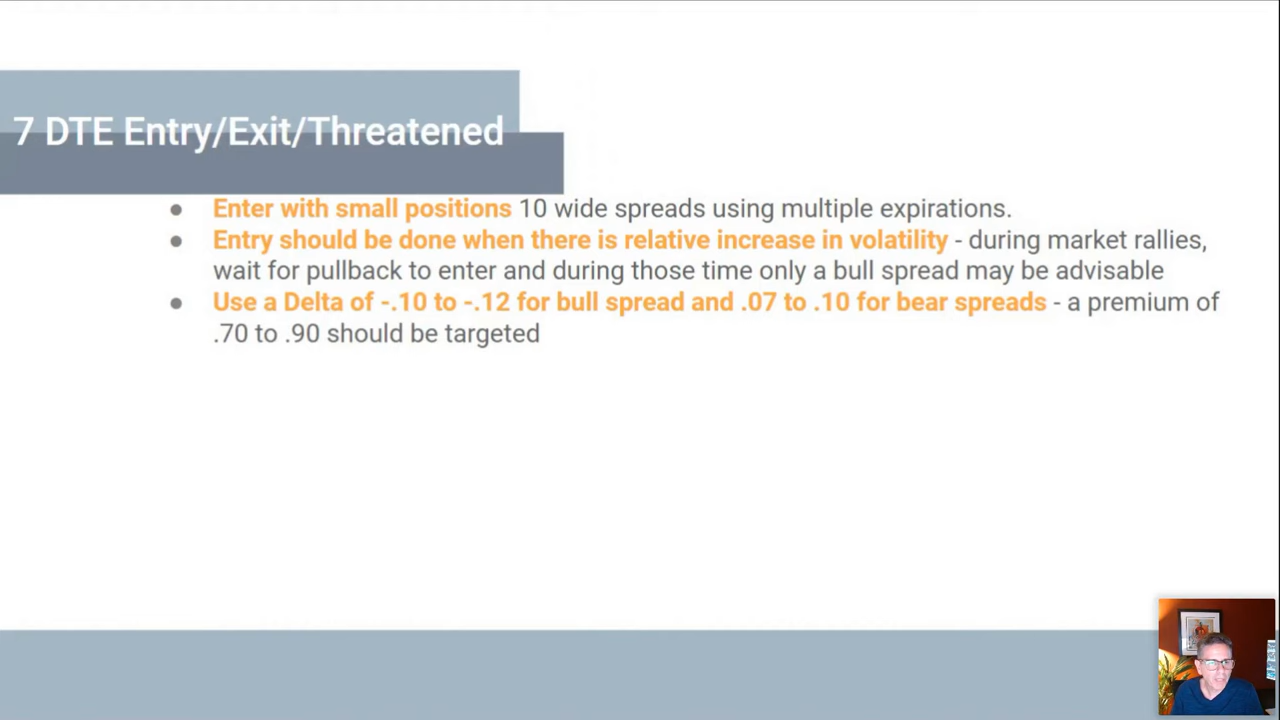 7 DTE Entry/Exit/Threatened
● Enter with small positions 10 wide spreads using multiple expirations.
● Entry should be done when there is relative increase in volatility - during market rallies,
wait for pullback to enter and during those time only a bull spread may be advisable
● Use a Delta of -.10 to -.12 for bull spread and .07 to .10 for bear spreads - a premium of
.70 to .90 should be targeted